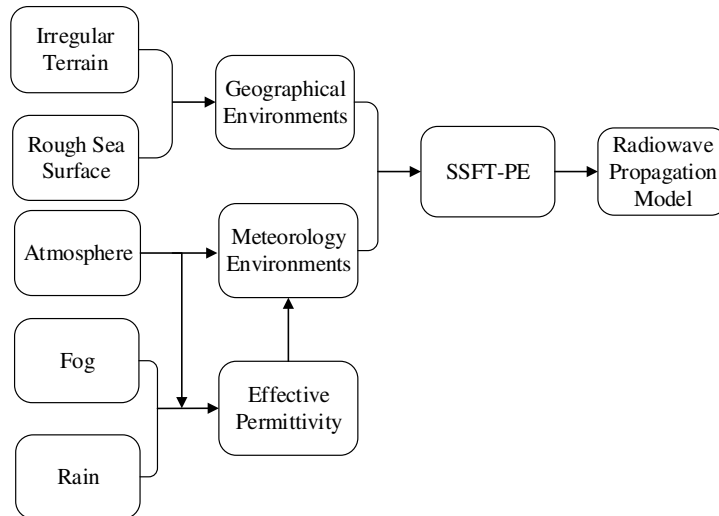 Irregular
Terrain
Rough Sea
Surface
Atmosphere
Fog
Rain
Geographical
Environments
Meteorology
Environments
Effective
Permittivity
SSFT-PE
Radiowave
Propagation
Model